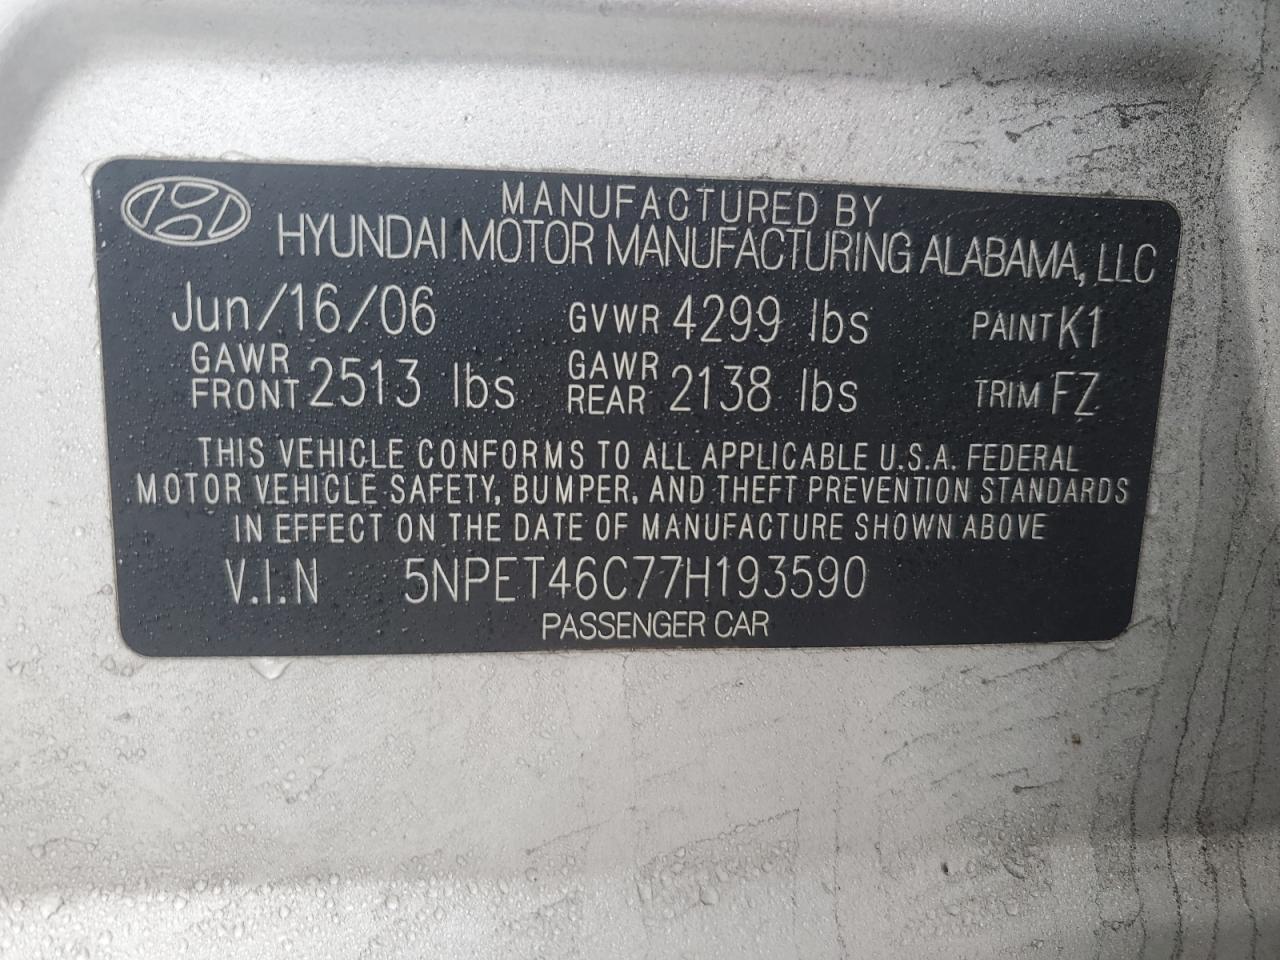 MANUFACTURED BY
HYUNDAI MOTOR MANUFACTURING ALABAMA, LLC
Jun/16/06 GVWR 4299 lbs PAINT K1
GAWR FRONT 2513 lbs GAWR REAR 2138 lbs TRIM FZ
THIS VEHICLE CONFORMS TO ALL APPLICABLE U.S.A. FEDERAL
MOTOR VEHICLE SAFETY, BUMPER, AND THEFT PREVENTION STANDARDS
IN EFFECT ON THE DATE OF MANUFACTURE SHOWN ABOVE
V.I.N 5NPET46C77H193590
PASSENGER CAR